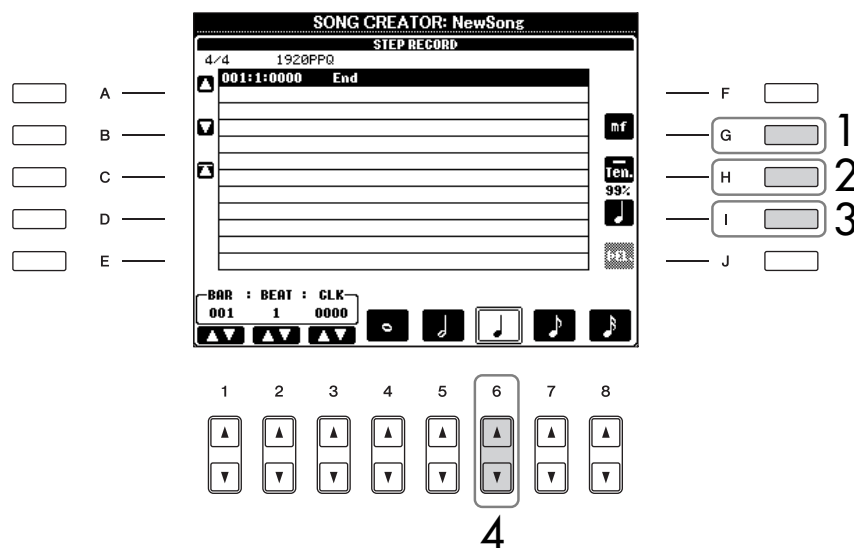 SONG CREATOR: NewSong
STEP RECORD
4/4 1920PPQ
001:1:0000 End
A
B
C
D
E
F
G 1
H 2
I 3
J
mf
Ten.
99%
DEL.
BAR : BEAT : CLK
001 1 0000
1 2 3 4 5 6 7 8
4